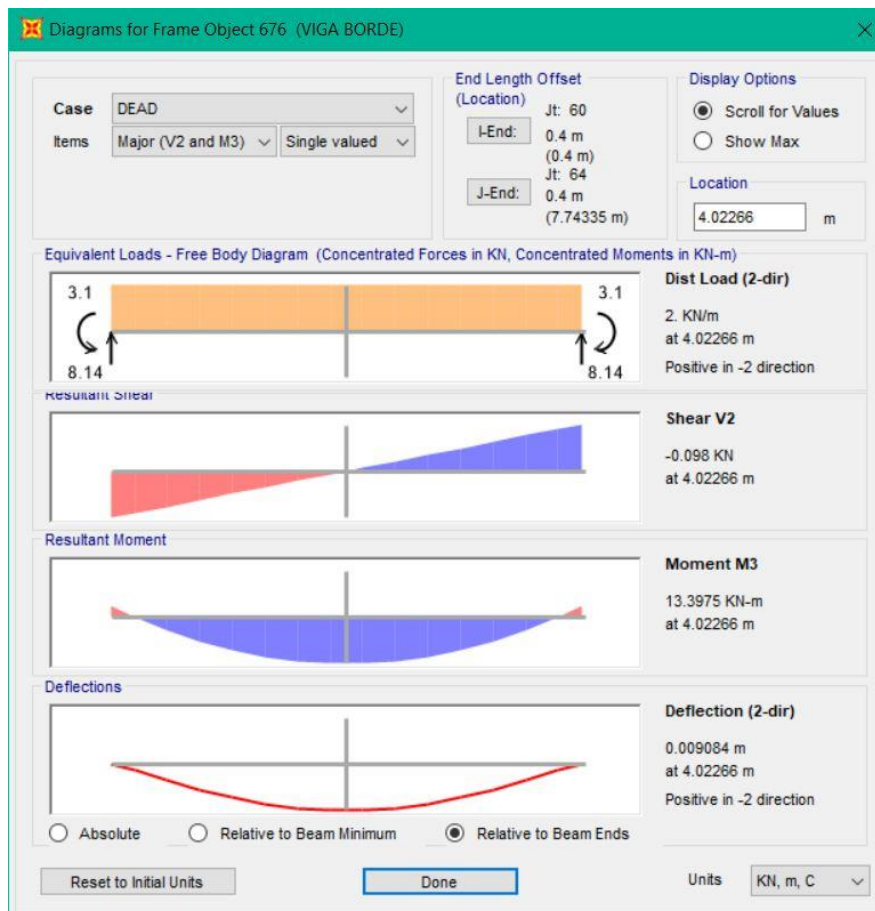 Diagrams for Frame Object 676 (VIGA BORDE)
Case DEAD
Items Major (V2 and M3) Single valued
End Length Offset
(Location)
I-End:
Jt: 60
0.4 m
(0.4 m)
J-End:
Jt: 64
0.4 m
(7.74335 m)
Display Options
Scroll for Values
Show Max
Location
4.02266 m
Equivalent Loads - Free Body Diagram (Concentrated Forces in KN, Concentrated Moments in KN-m)
3.1 3.1
8.14 8.14
Dist Load (2-dir)
2. KN/m
at 4.02266 m
Positive in -2 direction
Resultant Shear
Shear V2
-0.098 KN
at 4.02266 m
Resultant Moment
Moment M3
13.3975 KN-m
at 4.02266 m
Deflections
Deflection (2-dir)
0.009084 m
at 4.02266 m
Positive in -2 direction
Absolute Relative to Beam Minimum Relative to Beam Ends
Reset to Initial Units Done Units KN, m, C